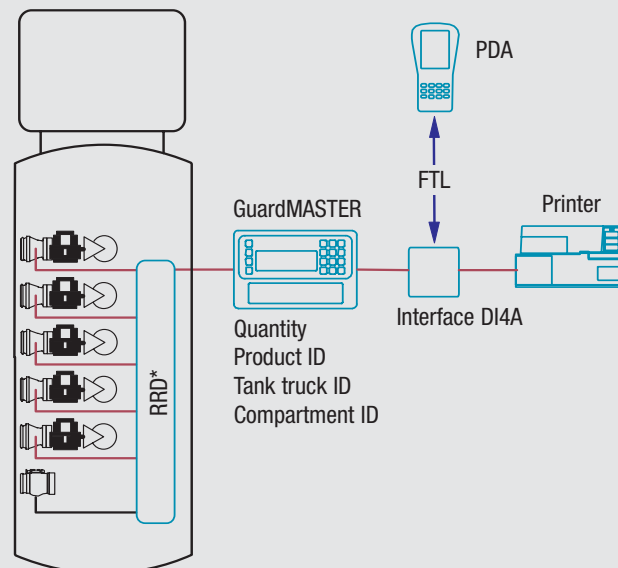 PDA
FTL
GuardMASTER
Printer
Interface DI4A
Quantity
Product ID
Tank truck ID
Compartment ID
RRD*